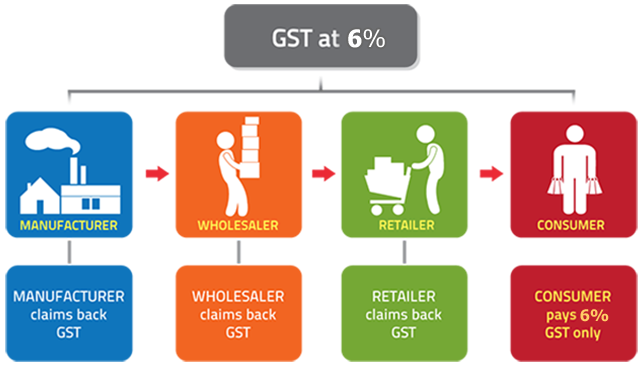 GST at 6%
MANUFACTURER
WHOLESALER
RETAILER
CONSUMER
MANUFACTURER
claims back
GST
WHOLESALER
claims back
GST
RETAILER
claims back
GST
CONSUMER
pays 6%
GST only